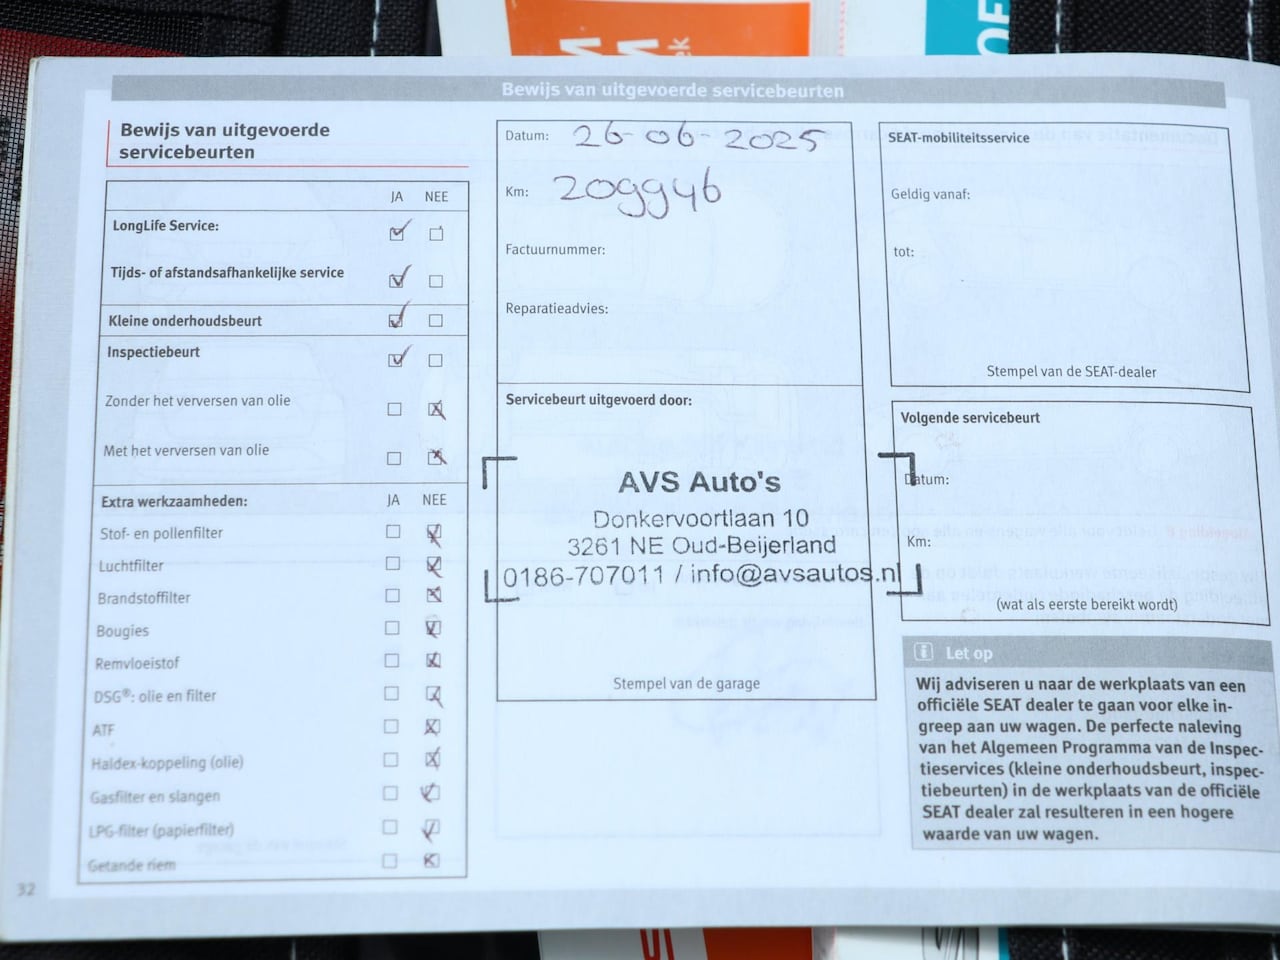 Bewijs van uitgevoerde servicebeurten
Bewijs van uitgevoerde
servicebeurten
JA NEE
LongLife Service:
Tijds- of afstandsafhankelijke service
Kleine onderhoudsbeurt
Inspectiebeurt
Zonder het verversen van olie
Met het verversen van olie
Extra werkzaamheden: JA NEE
Stof- en pollenfilter
Luchtfilter
Brandstoffilter
Bougies
Remvloeistof
DSG®: olie en filter
ATF
Haldex-koppeling (olie)
Gasfilter en slangen
LPG-filter (papierfilter)
Getande riem
32
Datum: 26-06-2025
Km: 209946
Factuurnummer:
Reparatieadvies:
Servicebeurt uitgevoerd door:
AVS Auto's
Donkervoortlaan 10
3261 NE Oud-Beijerland
0186-707011 / info@avsautos.nl
Stempel van de garage
SEAT-mobiliteitsservice
Geldig vanaf:
tot:
Stempel van de SEAT-dealer
Volgende servicebeurt
Datum:
Km:
(wat als eerste bereikt wordt)
i Let op
Wij adviseren u naar de werkplaats van een
officiële SEAT dealer te gaan voor elke in-
greep aan uw wagen. De perfecte naleving
van het Algemeen Programma van de Inspec-
tieservices (kleine onderhoudsbeurt, inspec-
tiebeurten) in de werkplaats van de officiële
SEAT dealer zal resulteren in een hogere
waarde van uw wagen.